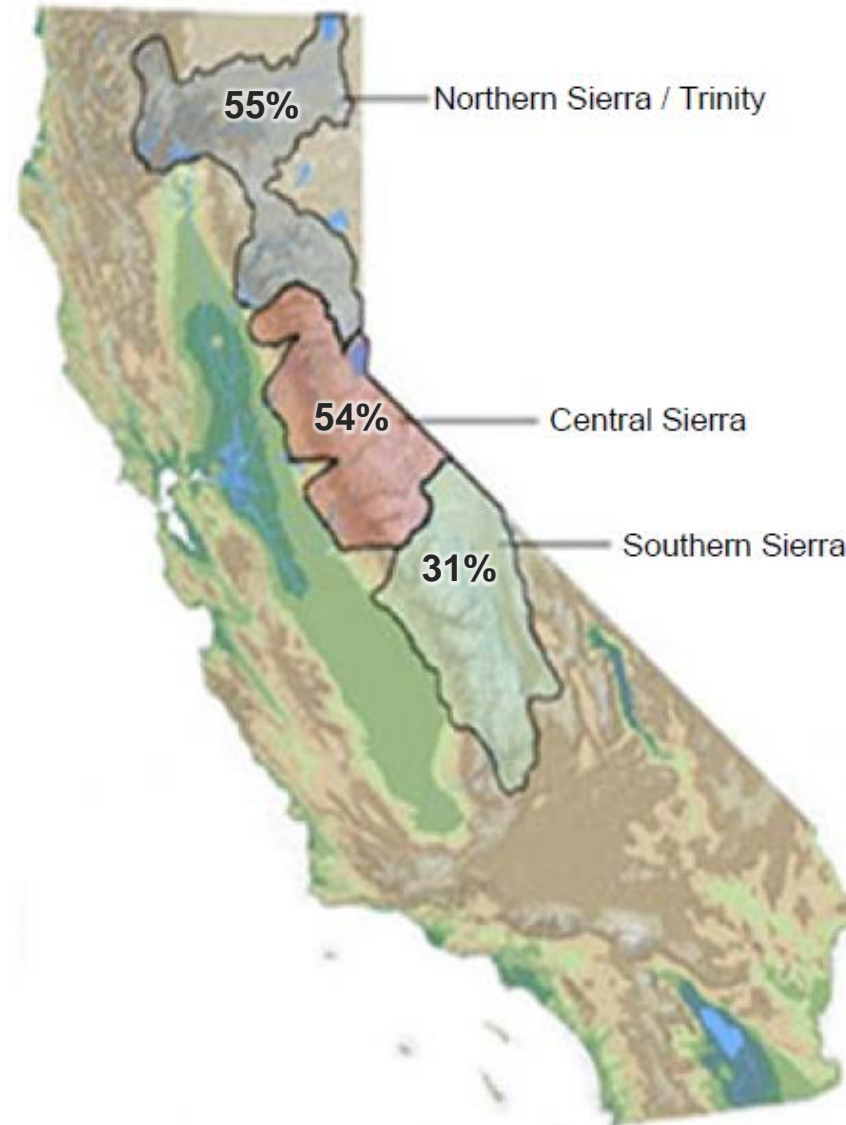 55%
Northern Sierra / Trinity
54%
Central Sierra
31%
Southern Sierra